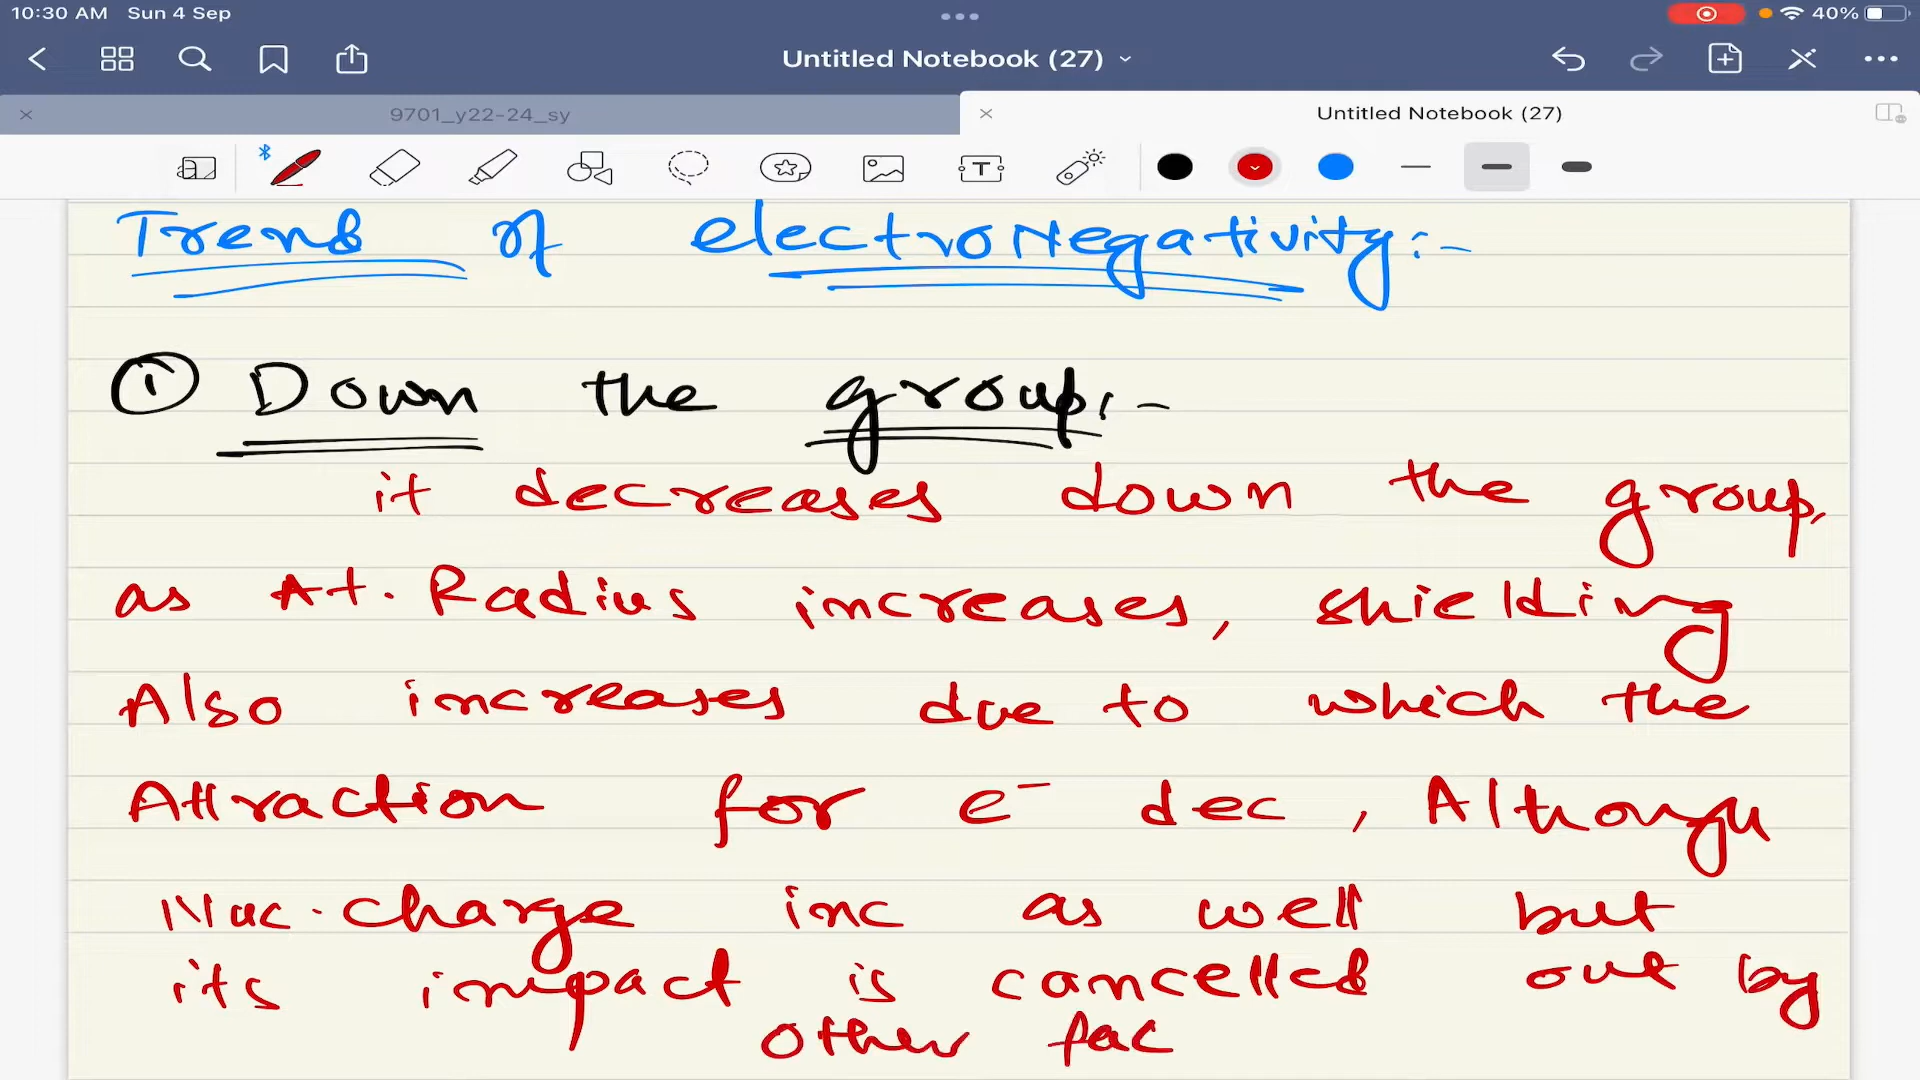 10:30 AM Sun 4 Sep
40%
Untitled Notebook (27)
9701_y22-24_sy
Untitled Notebook (27)
Trend of electroNegativity:-
① Down the group:-
it decreases down the group,
as At. Radius increases, shielding
Also increases due to which the
Attraction for e⁻ dec, Although
Nuc. charge inc as well but
its impact is cancelled out by
other fac